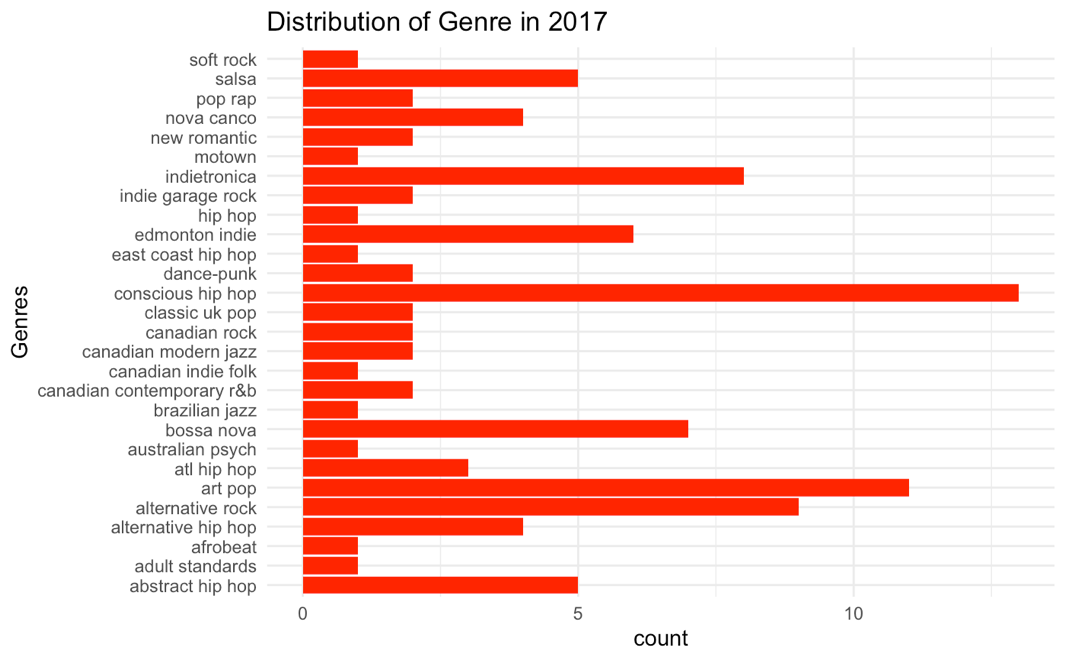 Distribution of Genre in 2017
Genres
soft rock
salsa
pop rap
nova canco
new romantic
motown
indietronica
indie garage rock
hip hop
edmonton indie
east coast hip hop
dance-punk
conscious hip hop
classic uk pop
canadian rock
canadian modern jazz
canadian indie folk
canadian contemporary r&b
brazilian jazz
bossa nova
australian psych
atl hip hop
art pop
alternative rock
alternative hip hop
afrobeat
adult standards
abstract hip hop
0 5 10
count